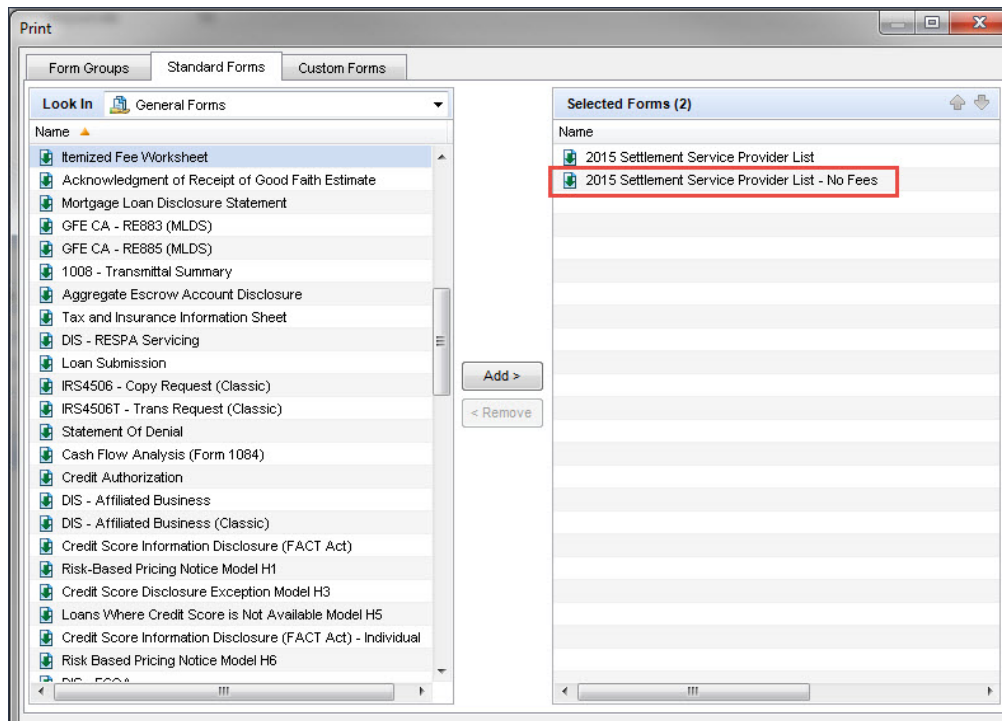 Print
Form Groups
Standard Forms
Custom Forms
Look In General Forms
Name
Itemized Fee Worksheet
Acknowledgment of Receipt of Good Faith Estimate
Mortgage Loan Disclosure Statement
GFE CA - RE883 (MLDS)
GFE CA - RE885 (MLDS)
1008 - Transmittal Summary
Aggregate Escrow Account Disclosure
Tax and Insurance Information Sheet
DIS - RESPA Servicing
Loan Submission
IRS4506 - Copy Request (Classic)
IRS4506T - Trans Request (Classic)
Statement Of Denial
Cash Flow Analysis (Form 1084)
Credit Authorization
DIS - Affiliated Business
DIS - Affiliated Business (Classic)
Credit Score Information Disclosure (FACT Act)
Risk-Based Pricing Notice Model H1
Credit Score Disclosure Exception Model H3
Loans Where Credit Score is Not Available Model H5
Credit Score Information Disclosure (FACT Act) - Individual
Risk Based Pricing Notice Model H6
DIS - ECOA
Add >
< Remove
Selected Forms (2)
Name
2015 Settlement Service Provider List
2015 Settlement Service Provider List - No Fees